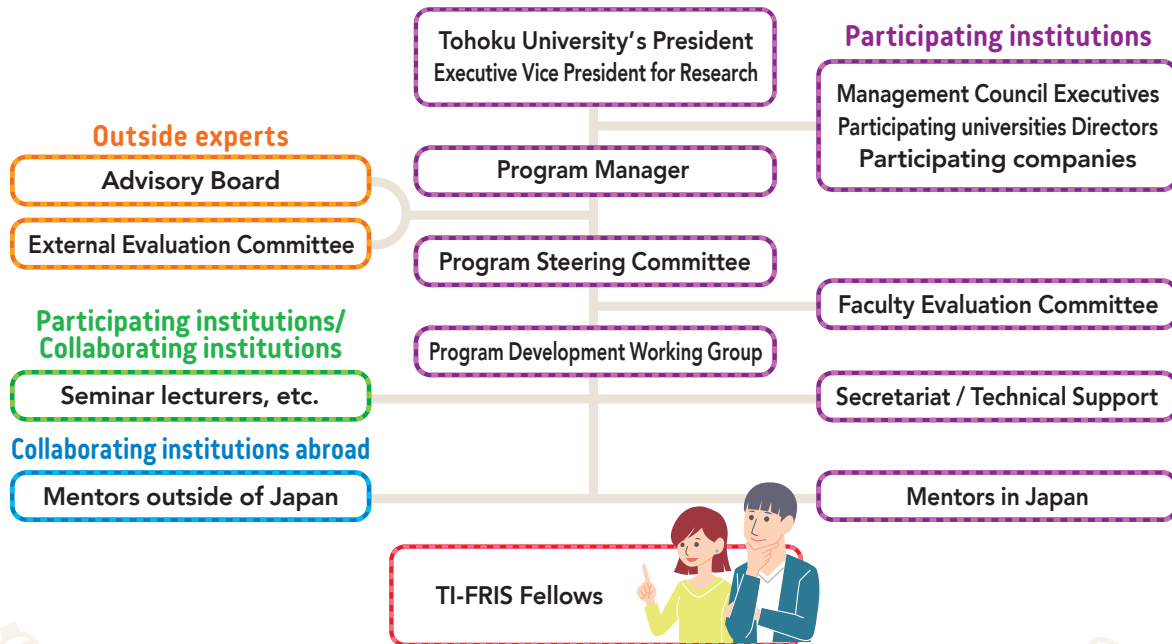 Tohoku University's President
Executive Vice President for Research
Participating institutions
Management Council Executives
Participating universities Directors
Participating companies
Outside experts
Advisory Board
External Evaluation Committee
Program Manager
Program Steering Committee
Faculty Evaluation Committee
Participating institutions/
Collaborating institutions
Seminar lecturers, etc.
Program Development Working Group
Secretariat / Technical Support
Collaborating institutions abroad
Mentors outside of Japan
Mentors in Japan
TI-FRIS Fellows